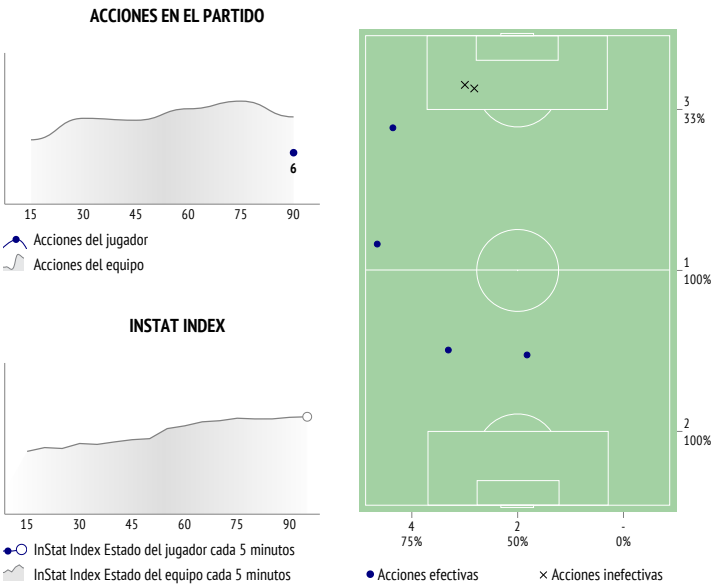 ACCIONES EN EL PARTIDO
6
15 30 45 60 75 90
Acciones del jugador
Acciones del equipo
INSTAT INDEX
15 30 45 60 75 90
InStat Index Estado del jugador cada 5 minutos
InStat Index Estado del equipo cada 5 minutos
3
33%
1
100%
2
100%
4 2 -
75% 50% 0%
Acciones efectivas Acciones inefectivas